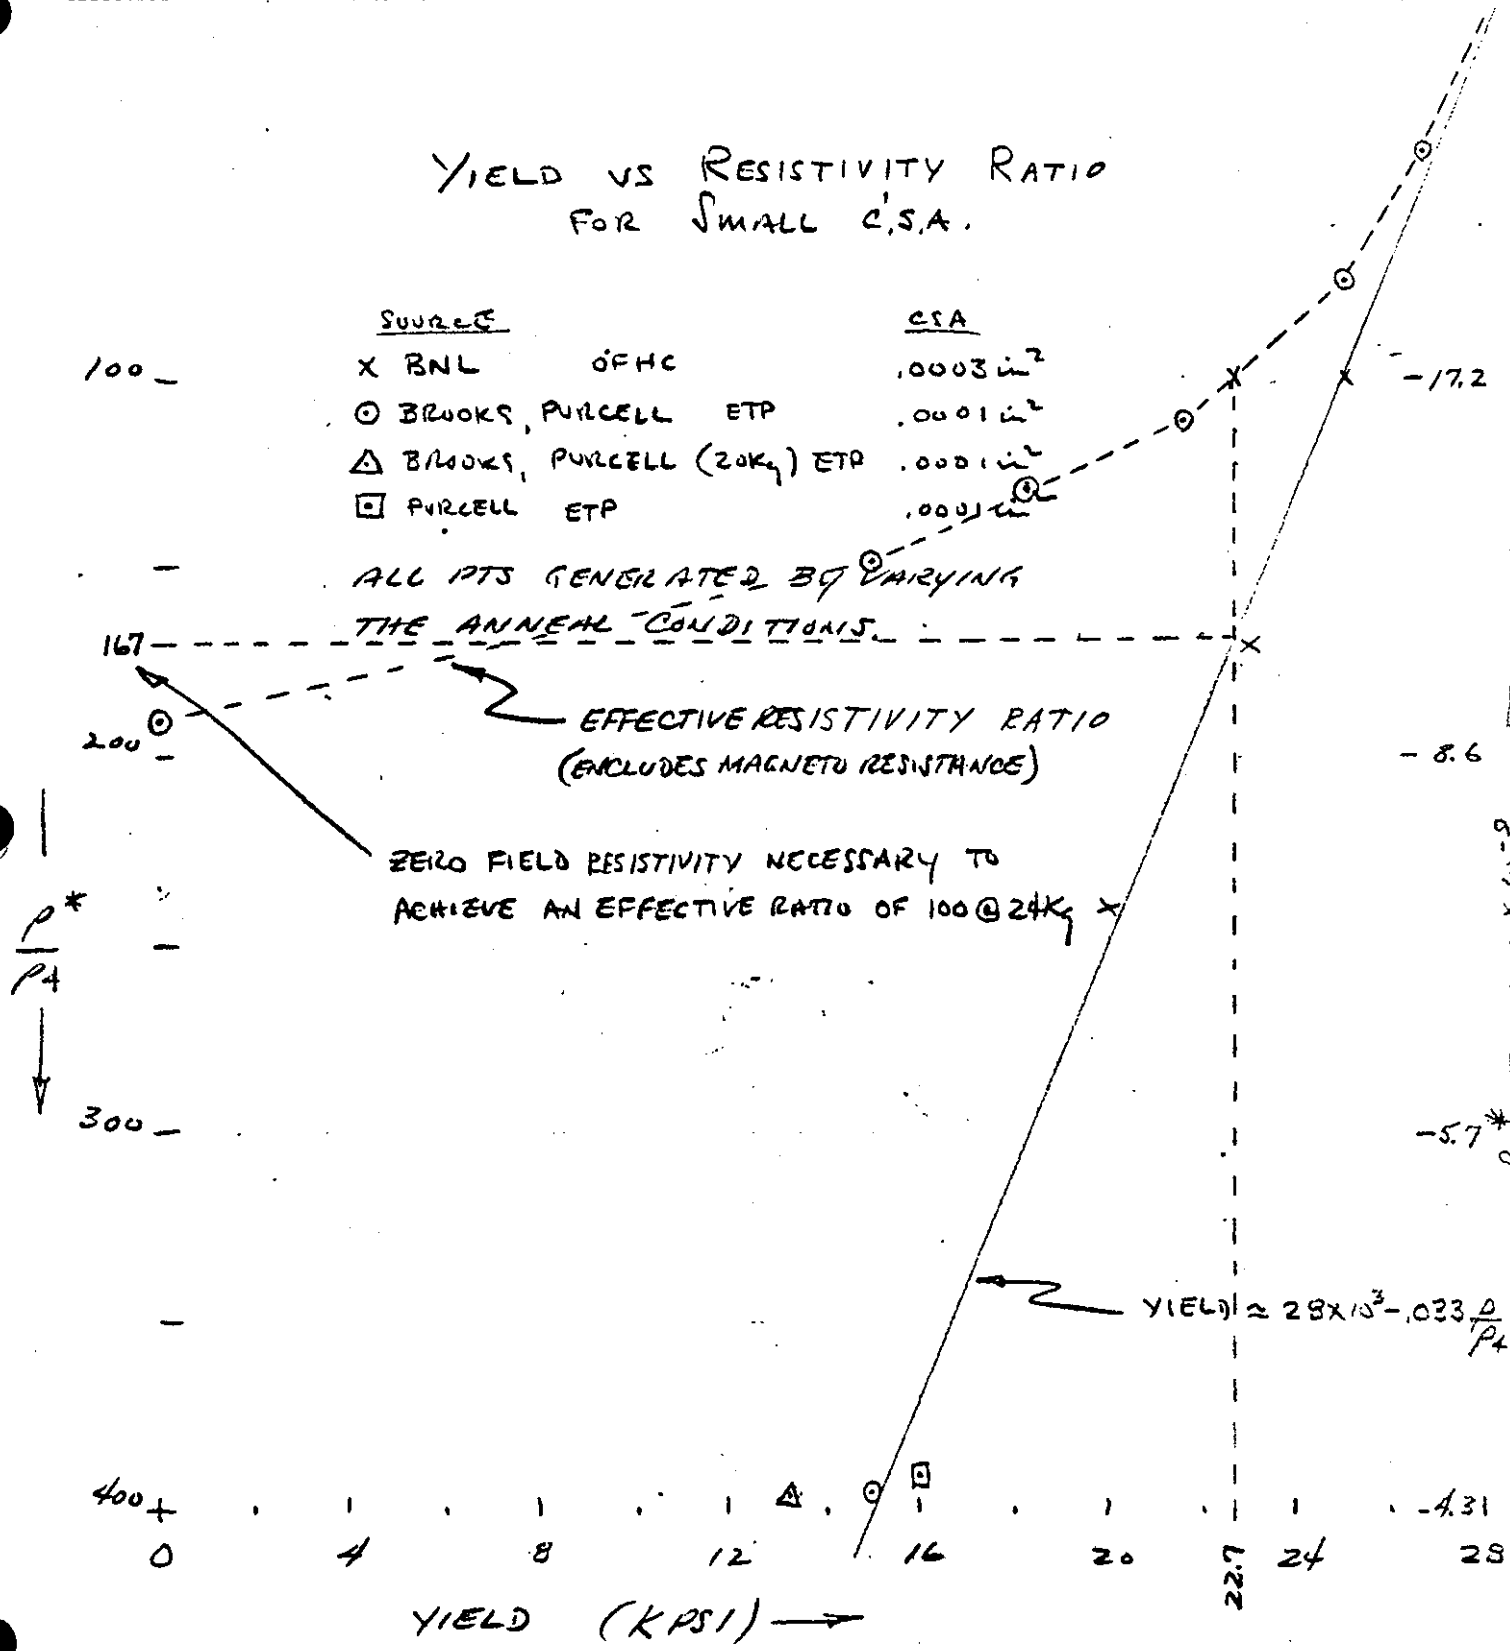 YIELD VS RESISTIVITY RATIO
FOR SMALL C.S.A.
SOURCE CSA
X BNL OFHC .0003 in²
⊙ BROOKS, PURCELL ETP .0001 in²
△ BROOKS, PURCELL (20Kg) ETP .0001 in²
⊡ PURCELL ETP .0001 in²
ALL PTS GENERATED BY VARYING
THE ANNEAL CONDITIONS.
100
167
200
300
400
-17.2
- 8.6
-5.7
-4.31
EFFECTIVE RESISTIVITY RATIO
(ENCLUDES MAGNETO RESISTANCE)
ZERO FIELD RESISTIVITY NECESSARY TO
ACHIEVE AN EFFECTIVE RATIO OF 100 @ 24Kg
ρ*
ρ4
YIELD ≈ 28X10³-.033 ρ/ρ4
0 4 8 12 16 20 22.7 24 28
YIELD (KPSI)